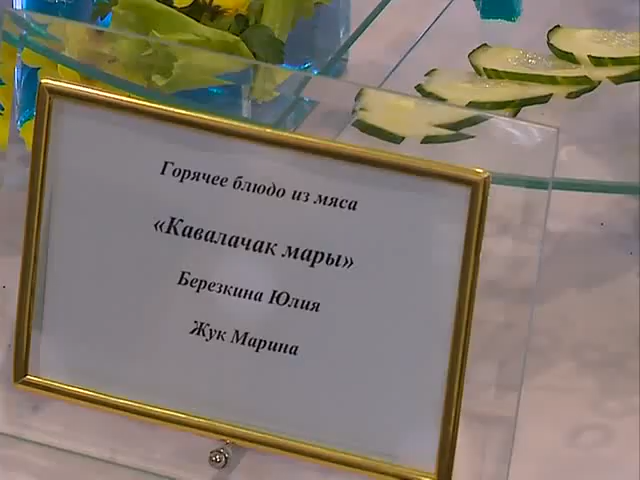 Горячее блюдо из мяса
«Кавалачак мары»
Березкина Юлия
Жук Марина